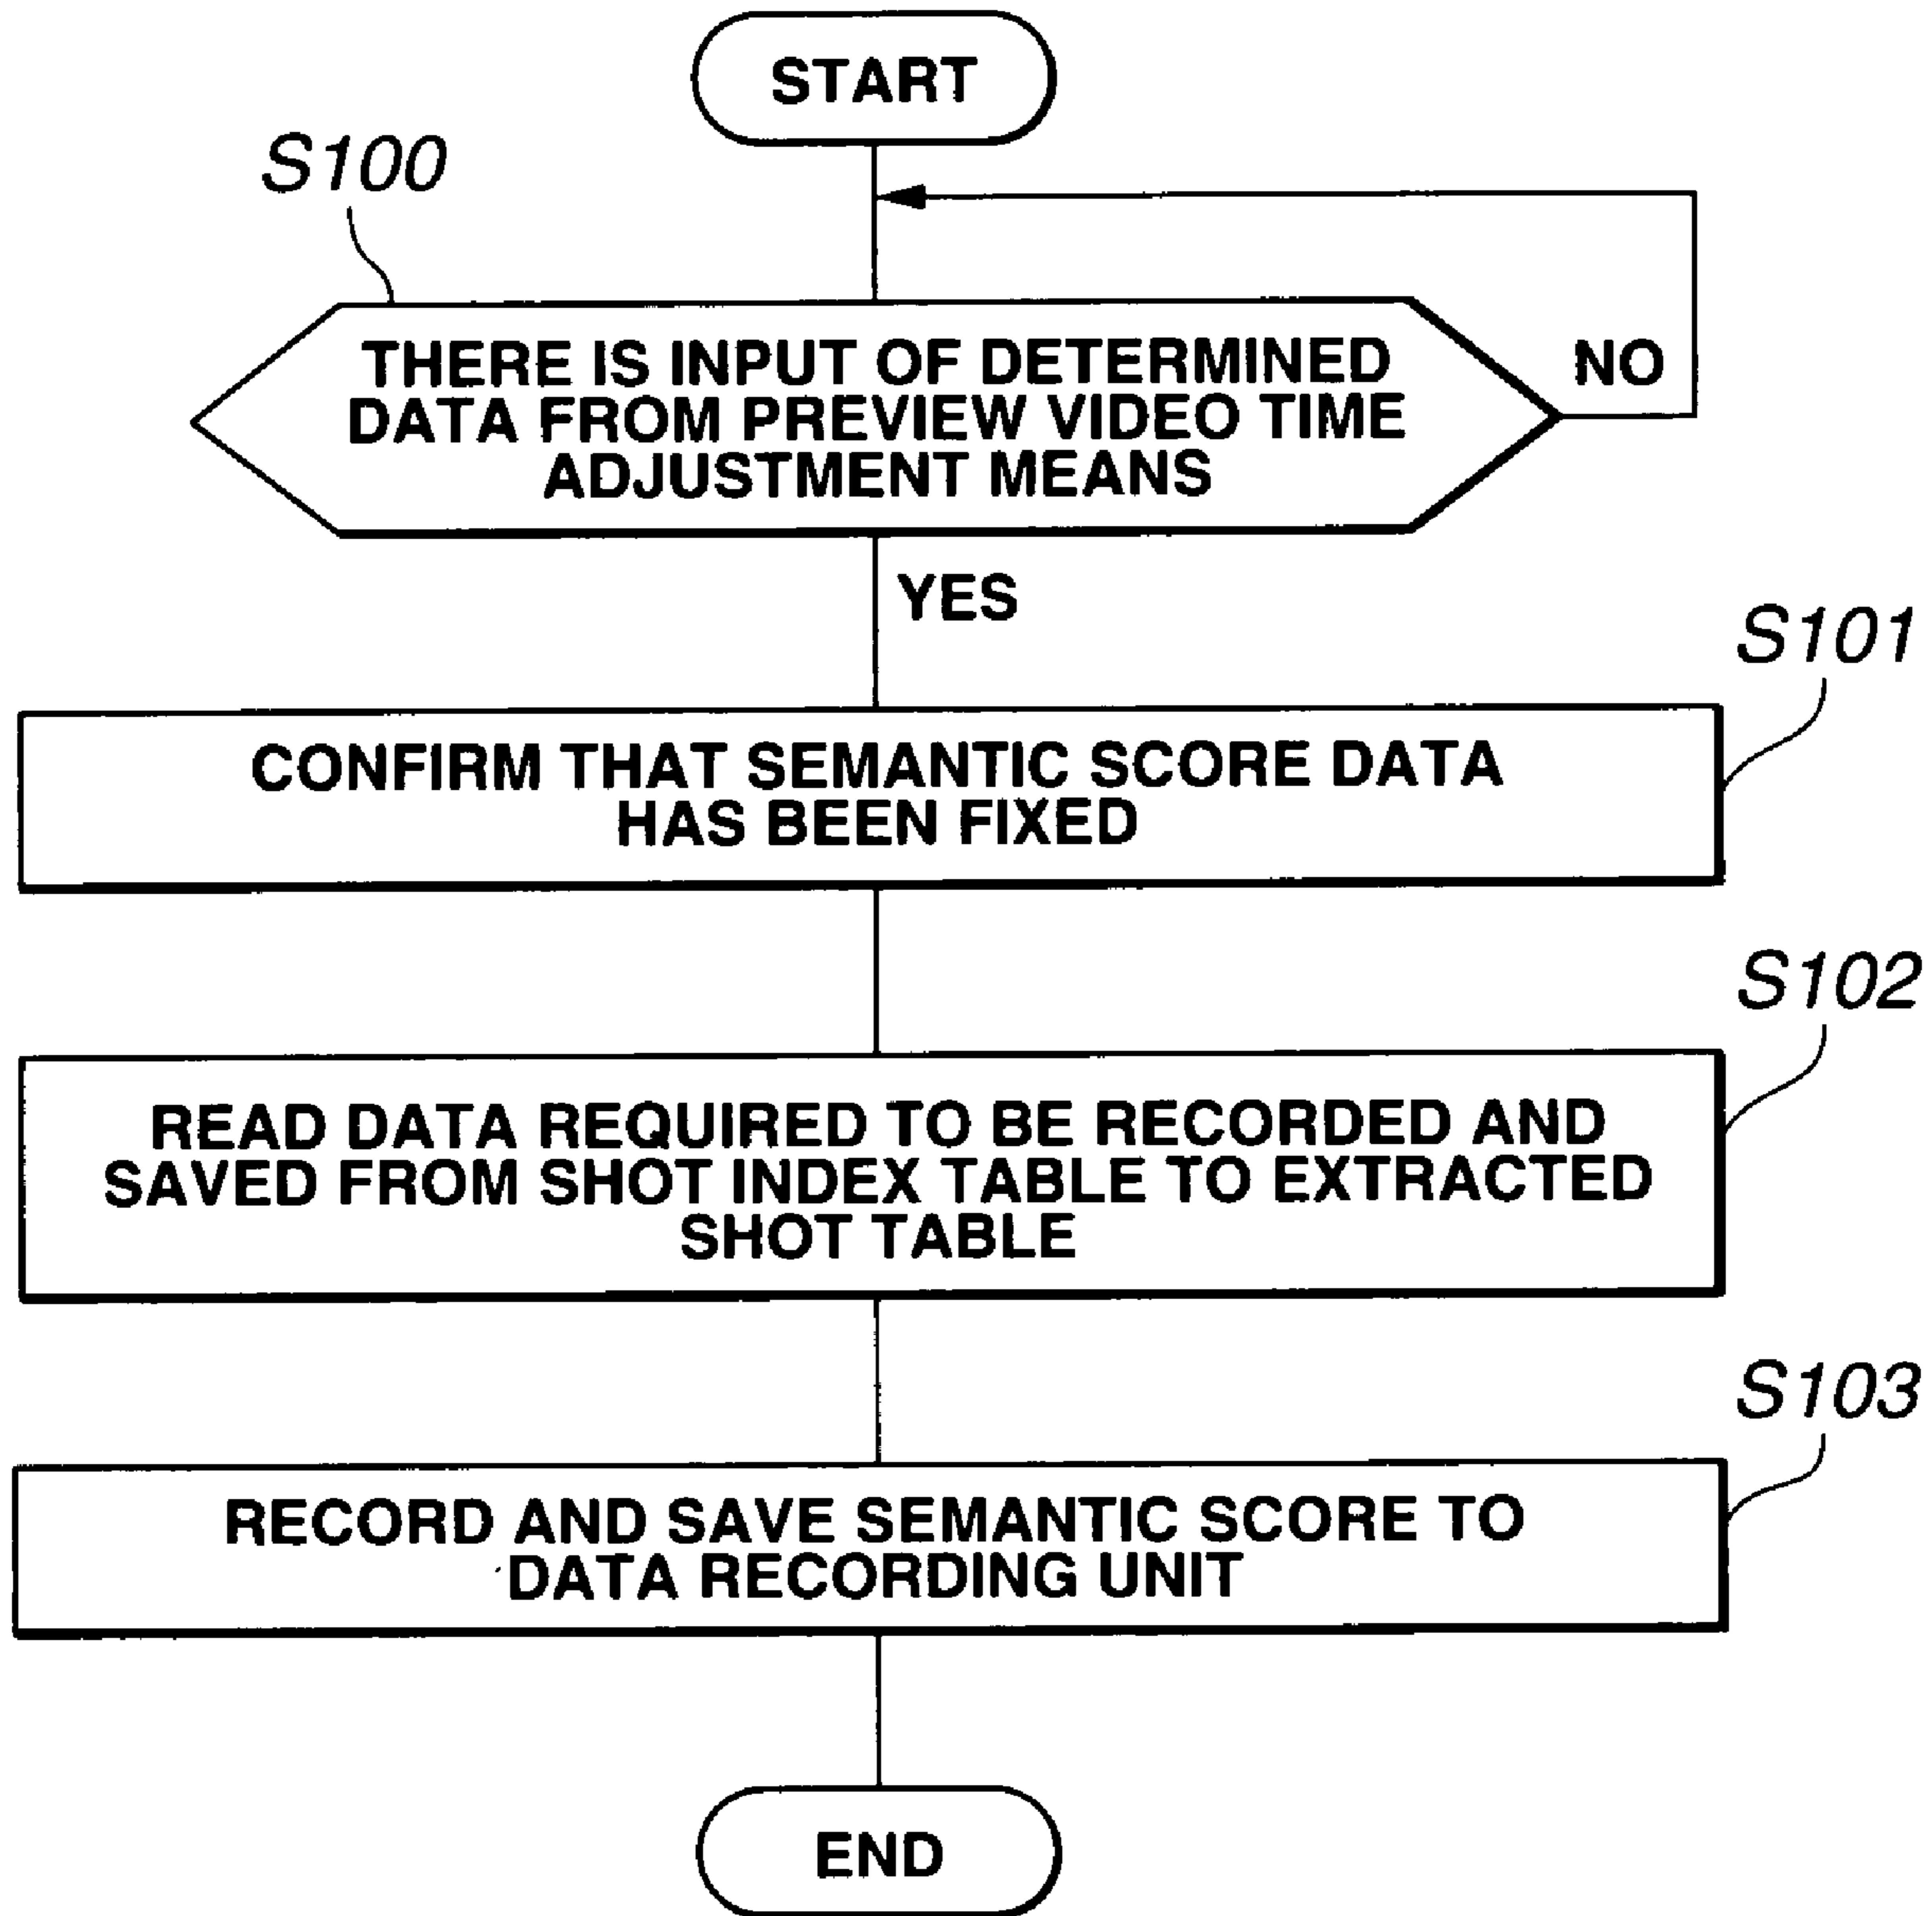 START
S100
THERE IS INPUT OF DETERMINED
DATA FROM PREVIEW VIDEO TIME
ADJUSTMENT MEANS
NO
YES
S101
CONFIRM THAT SEMANTIC SCORE DATA
HAS BEEN FIXED
S102
READ DATA REQUIRED TO BE RECORDED AND
SAVED FROM SHOT INDEX TABLE TO EXTRACTED
SHOT TABLE
S103
RECORD AND SAVE SEMANTIC SCORE TO
DATA RECORDING UNIT
END